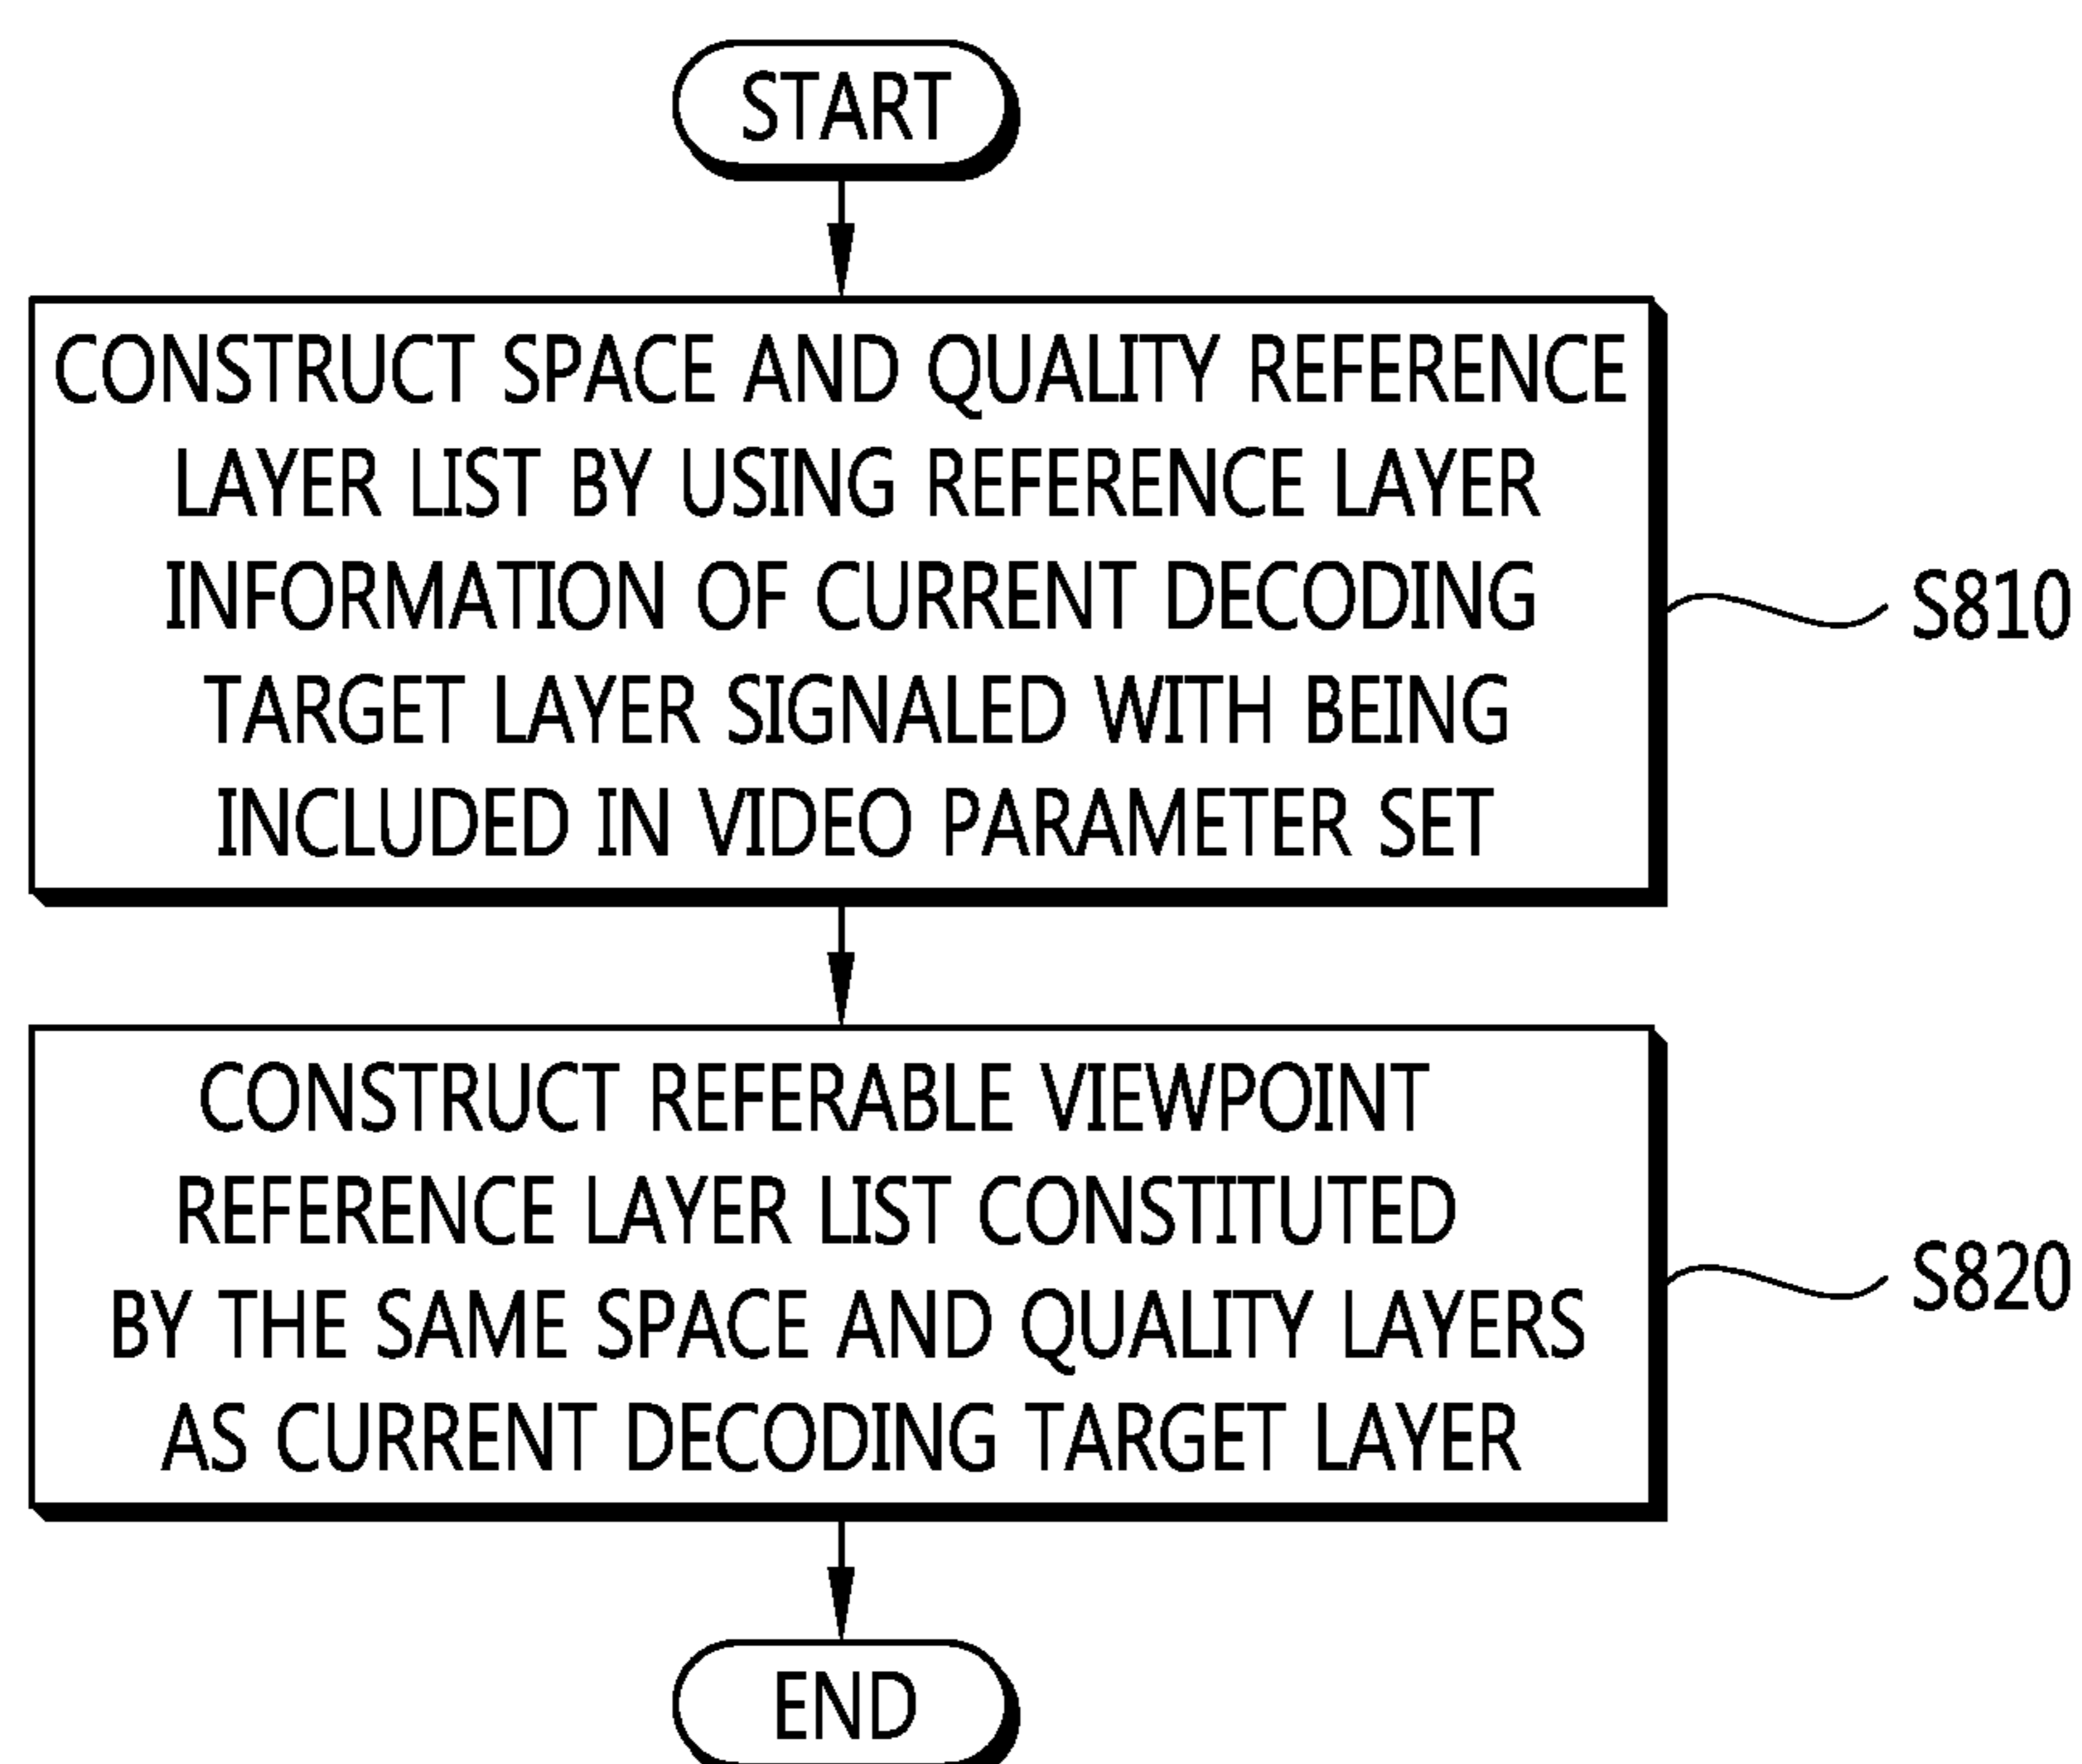 START
CONSTRUCT SPACE AND QUALITY REFERENCE
LAYER LIST BY USING REFERENCE LAYER
INFORMATION OF CURRENT DECODING
TARGET LAYER SIGNALED WITH BEING
INCLUDED IN VIDEO PARAMETER SET
S810
CONSTRUCT REFERABLE VIEWPOINT
REFERENCE LAYER LIST CONSTITUTED
BY THE SAME SPACE AND QUALITY LAYERS
AS CURRENT DECODING TARGET LAYER
S820
END